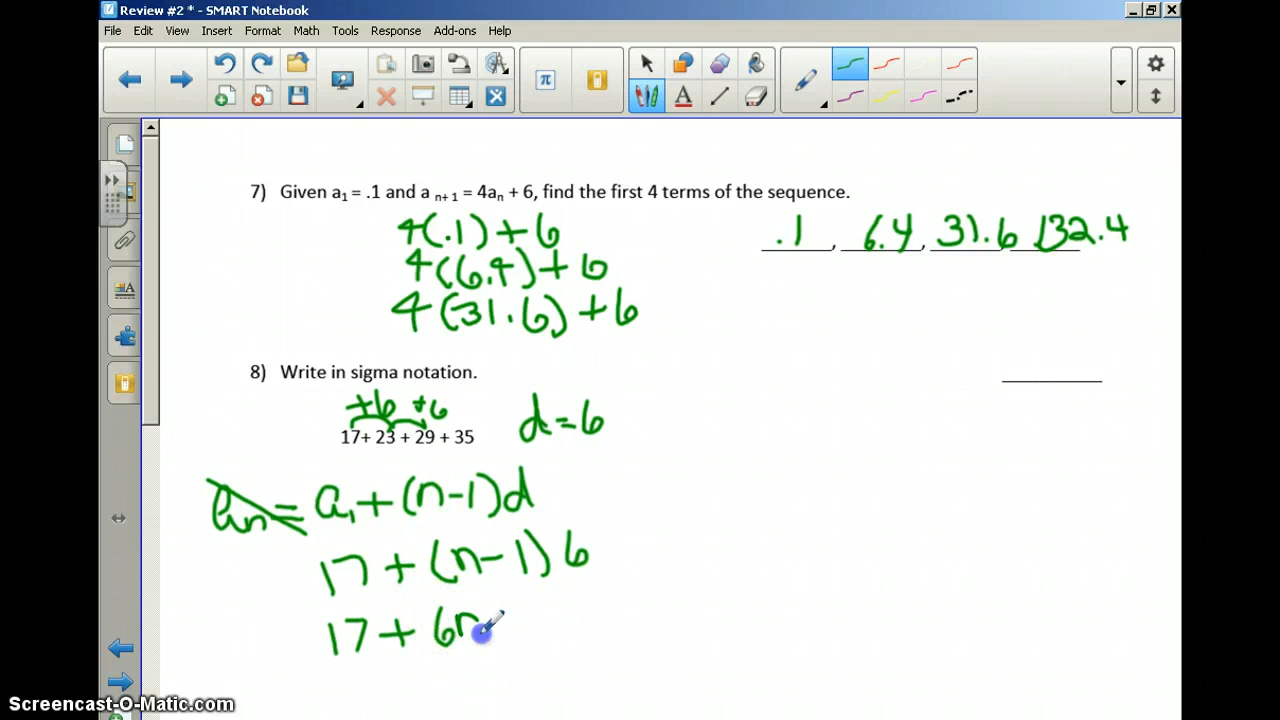 Review #2 * - SMART Notebook
File Edit View Insert Format Math Tools Response Add-ons Help
π
A
7) Given a₁ = .1 and a ₙ₊₁ = 4aₙ + 6, find the first 4 terms of the sequence.
4(.1) + 6
.1 , 6.4 , 31.6 , 132.4
4(6.4) + 6
4(31.6) + 6
8) Write in sigma notation.
+6 +6
d = 6
17+ 23 + 29 + 35
aₙ = a₁ + (n-1)d
17 + (n-1) 6
17 + 6n
Screencast-O-Matic.com